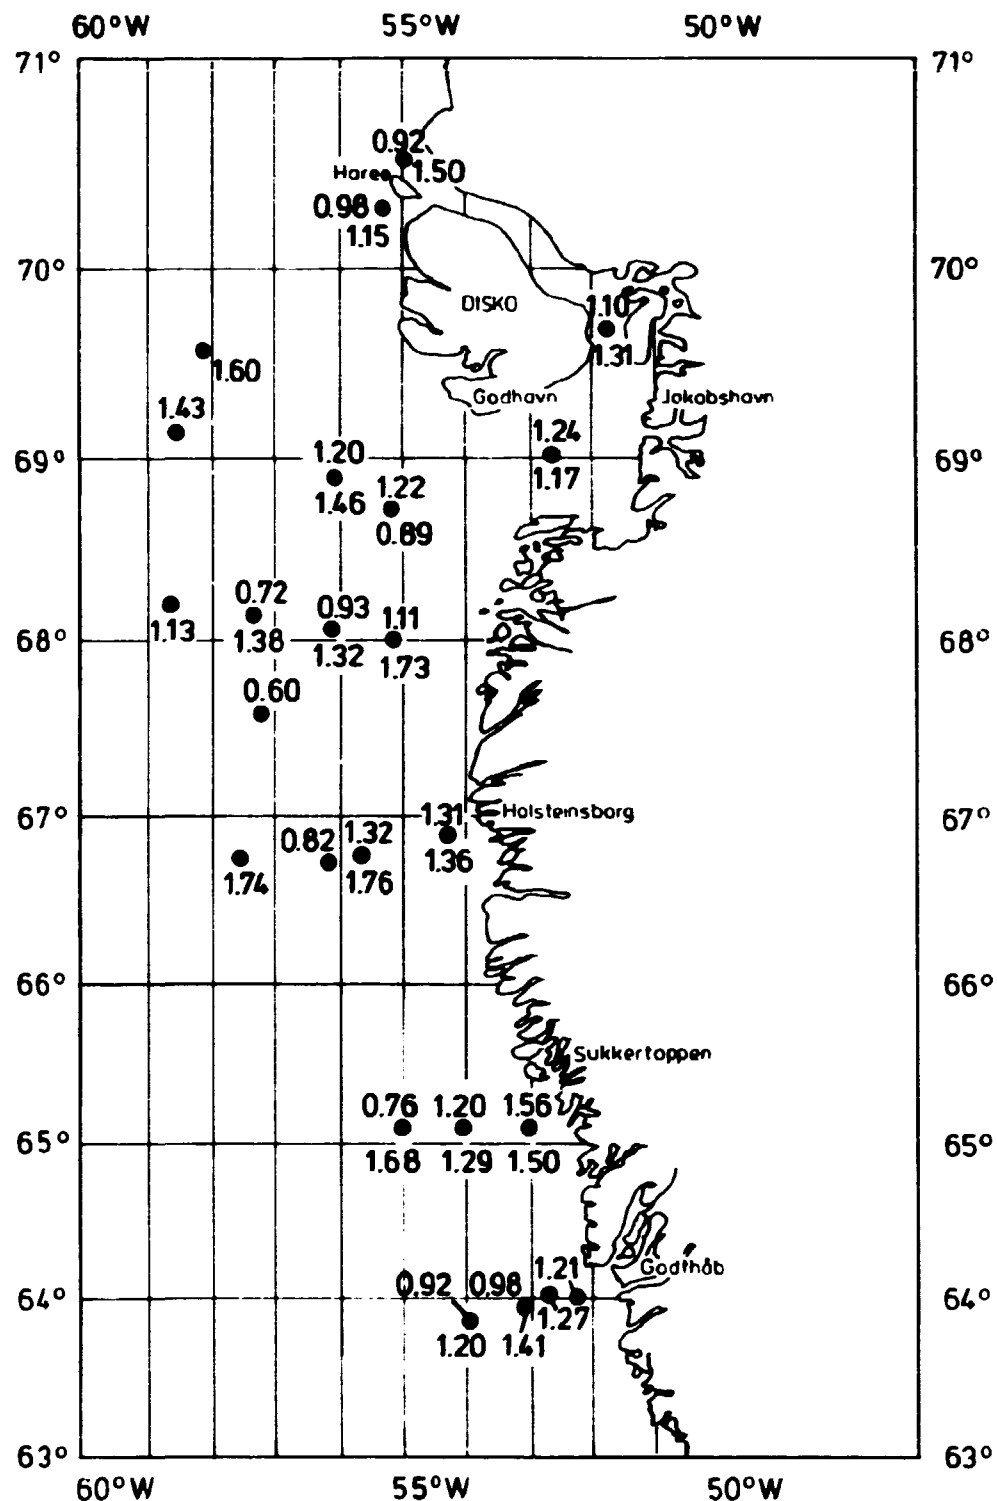 60°W 55°W 50°W
71° 71°
0.92
Hareø 1.50
0.98
1.15
70° 70°
DISKO
1.10
1.31
1.60
Godhavn Jakobshavn
1.43
1.24
69° 69°
1.20
1.17
1.46 1.22
0.89
0.72 0.93 1.11
1.13 1.38 1.32 1.73
68° 68°
0.60
67° Holsteinsborg 67°
0.82 1.32 1.31
1.74 1.76 1.36
66° 66°
Sukkertoppen
0.76 1.20 1.56
65° 65°
1.68 1.29 1.50
Godthåb
0.92 0.98 1.21
64° 64°
1.20 1.41 1.27
63° 63°
60°W 55°W 50°W